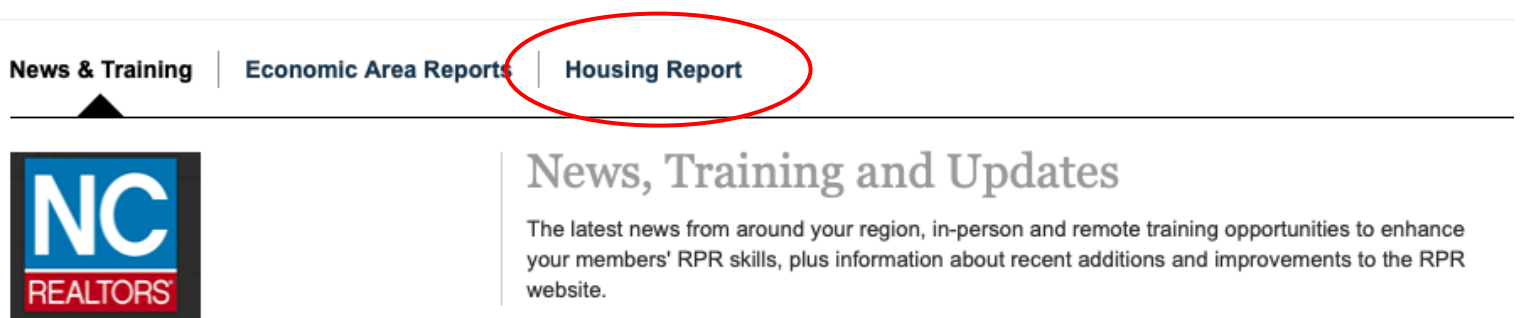 News & Training
Economic Area Reports
Housing Report
NC
REALTORS®
News, Training and Updates
The latest news from around your region, in-person and remote training opportunities to enhance
your members' RPR skills, plus information about recent additions and improvements to the RPR
website.